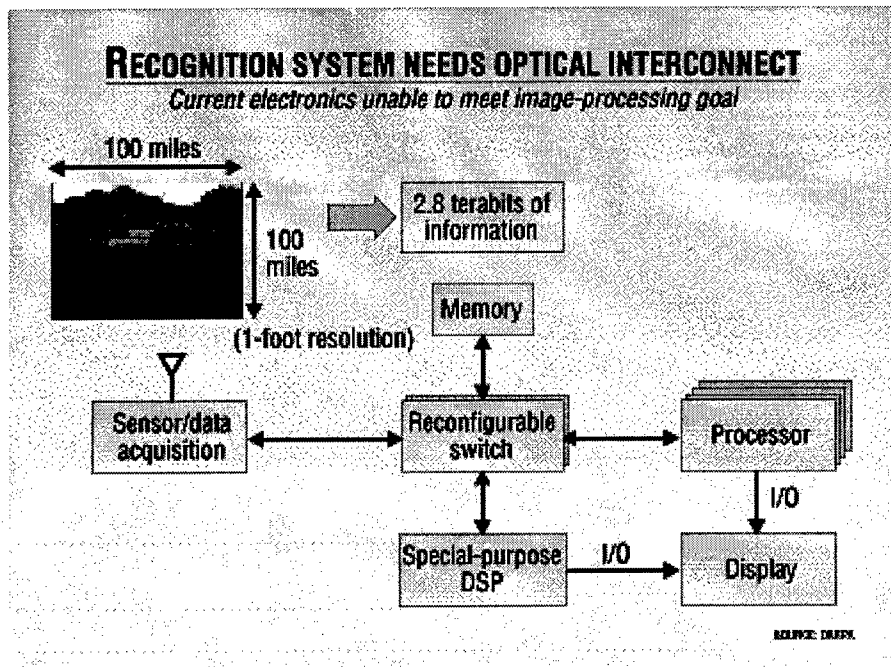 RECOGNITION SYSTEM NEEDS OPTICAL INTERCONNECT
Current electronics unable to meet image-processing goal
100 miles
2.8 terabits of
information
100
miles
(1-foot resolution)
Memory
Sensor/data
acquisition
Reconfigurable
switch
Processor
I/O
Special-purpose
DSP
I/O
Display
SOURCE: DARPA